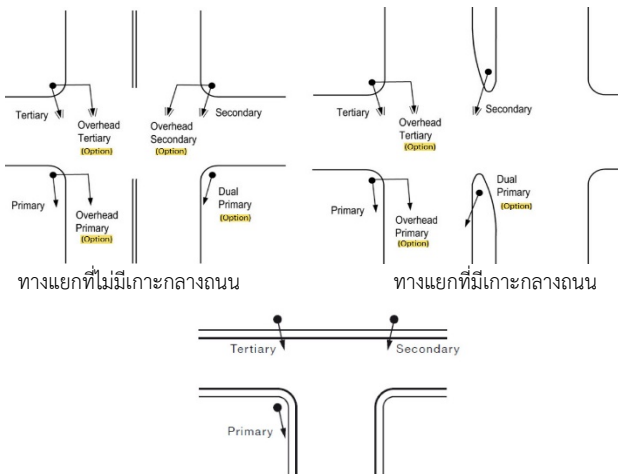 Tertiary
Overhead
Tertiary
(Option)
Overhead
Secondary
(Option)
Secondary
Primary
Overhead
Primary
(Option)
Dual
Primary
(Option)
ทางแยกที่ไม่มีเกาะกลางถนน
Tertiary
Overhead
Tertiary
(Option)
Secondary
Primary
Overhead
Primary
(Option)
Dual
Primary
(Option)
ทางแยกที่มีเกาะกลางถนน
Tertiary
Secondary
Primary